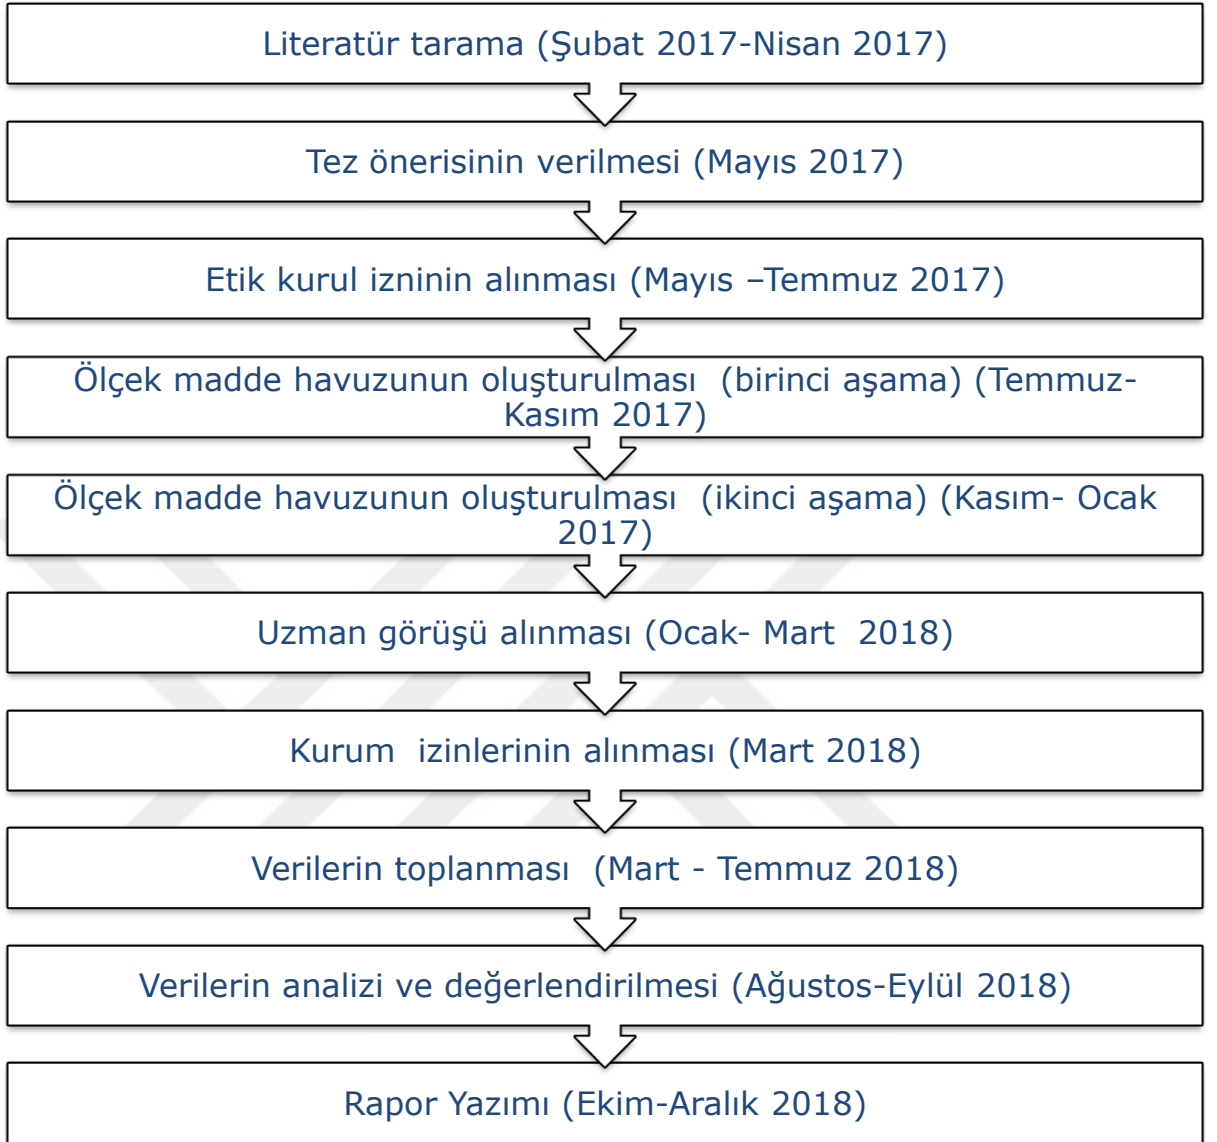 Literatür tarama (Şubat 2017-Nisan 2017)
Tez önerisinin verilmesi (Mayıs 2017)
Etik kurul izninin alınması (Mayıs –Temmuz 2017)
Ölçek madde havuzunun oluşturulması  (birinci aşama) (Temmuz-
Kasım 2017)
Ölçek madde havuzunun oluşturulması  (ikinci aşama) (Kasım- Ocak
2017)
Uzman görüşü alınması (Ocak- Mart  2018)
Kurum  izinlerinin alınması (Mart 2018)
Verilerin toplanması  (Mart - Temmuz 2018)
Verilerin analizi ve değerlendirilmesi (Ağustos-Eylül 2018)
Rapor Yazımı (Ekim-Aralık 2018)